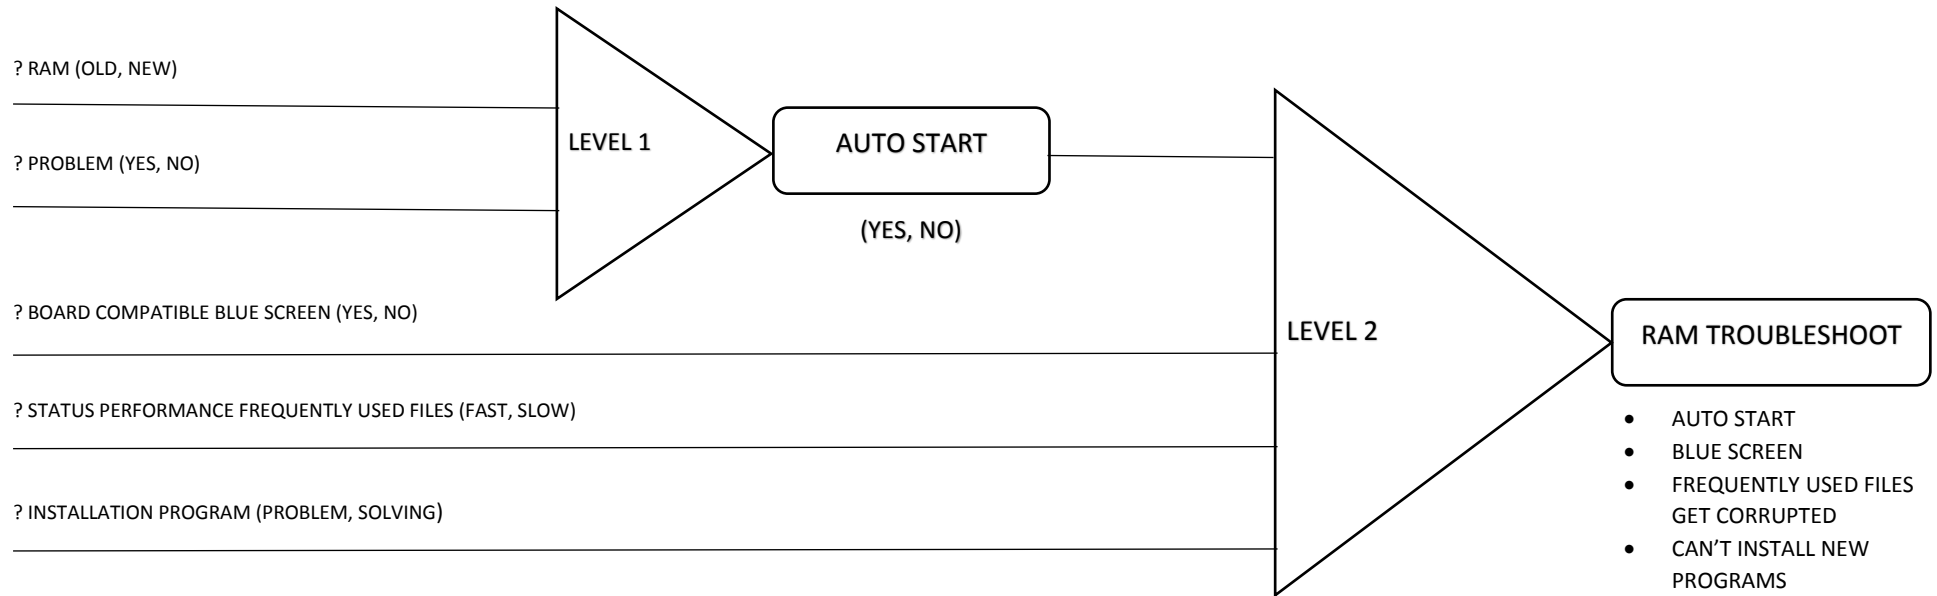 ? RAM (OLD, NEW)
? PROBLEM (YES, NO)
LEVEL 1
AUTO START
(YES, NO)
? BOARD COMPATIBLE BLUE SCREEN (YES, NO)
? STATUS PERFORMANCE FREQUENTLY USED FILES (FAST, SLOW)
? INSTALLATION PROGRAM (PROBLEM, SOLVING)
LEVEL 2
RAM TROUBLESHOOT
• AUTO START
• BLUE SCREEN
• FREQUENTLY USED FILES
GET CORRUPTED
• CAN’T INSTALL NEW
PROGRAMS